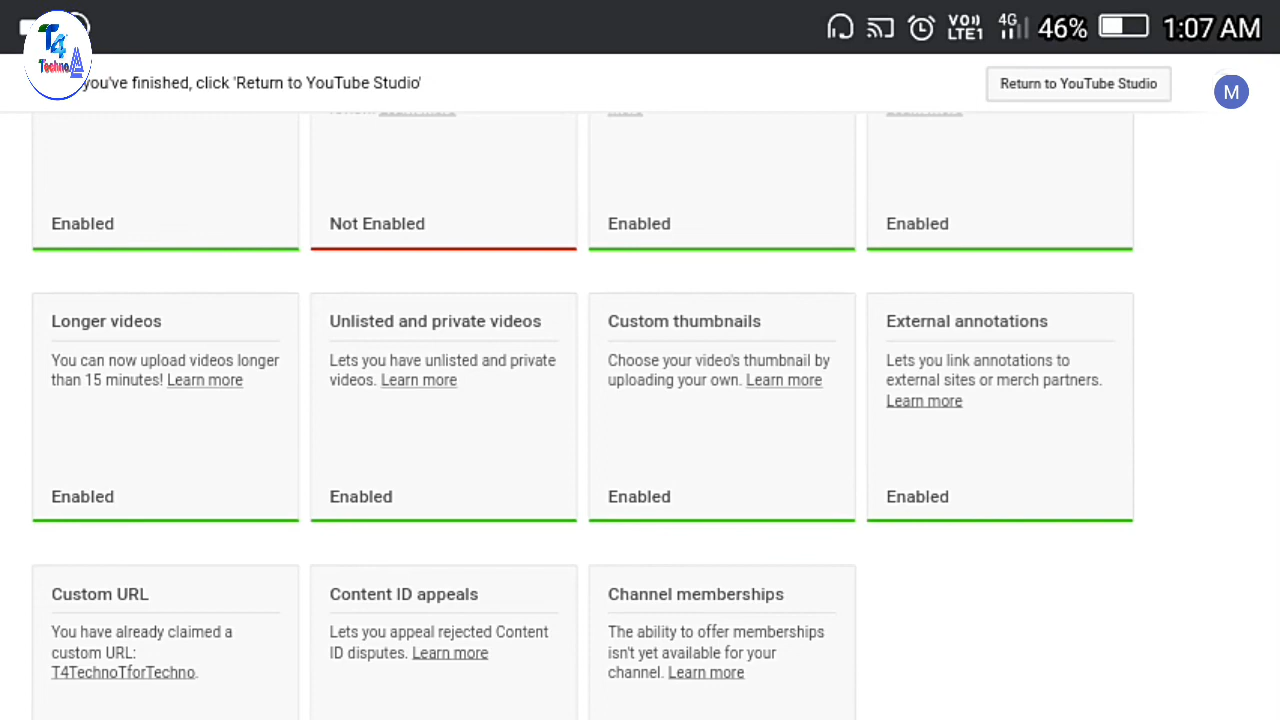 VO)) 4G 46% 1:07 AM
LTE1
T
4
Techno
you've finished, click 'Return to YouTube Studio'
Return to YouTube Studio
M
Enabled
Not Enabled
Enabled
Enabled
Longer videos
You can now upload videos longer
than 15 minutes! Learn more
Enabled
Unlisted and private videos
Lets you have unlisted and private
videos. Learn more
Enabled
Custom thumbnails
Choose your video's thumbnail by
uploading your own. Learn more
Enabled
External annotations
Lets you link annotations to
external sites or merch partners.
Learn more
Enabled
Custom URL
You have already claimed a
custom URL:
T4TechnoTforTechno.
Content ID appeals
Lets you appeal rejected Content
ID disputes. Learn more
Channel memberships
The ability to offer memberships
isn't yet available for your
channel. Learn more